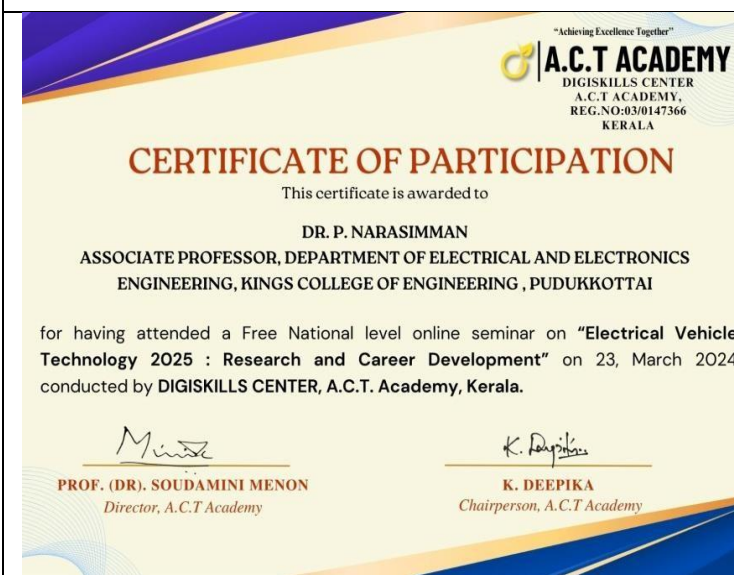 "Achieving Excellence Together"
A.C.T ACADEMY
DIGISKILLS CENTER
A.C.T ACADEMY,
REG.NO:03/0147366
KERALA
CERTIFICATE OF PARTICIPATION
This certificate is awarded to
DR. P. NARASIMMAN
ASSOCIATE PROFESSOR, DEPARTMENT OF ELECTRICAL AND ELECTRONICS
ENGINEERING, KINGS COLLEGE OF ENGINEERING , PUDUKKOTTAI
for having attended a Free National level online seminar on “Electrical Vehicle
Technology 2025 : Research and Career Development” on 23, March 2024
conducted by DIGISKILLS CENTER, A.C.T. Academy, Kerala.
K. Deepika
PROF. (DR). SOUDAMINI MENON
Director, A.C.T Academy
K. DEEPIKA
Chairperson, A.C.T Academy